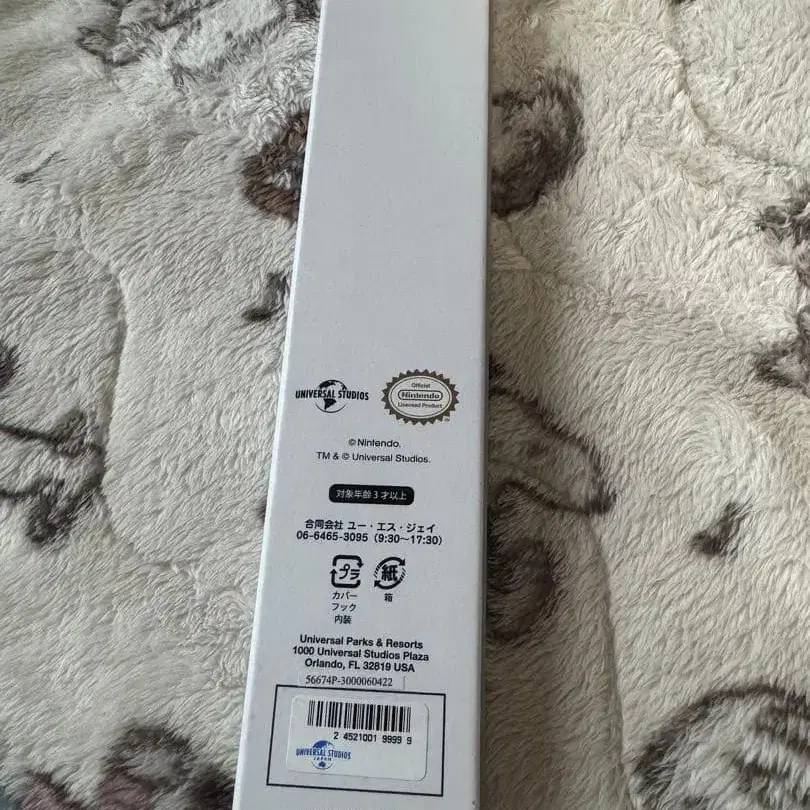 UNIVERSAL STUDIOS
Official
Nintendo
Licensed Product
© Nintendo.
TM & © Universal Studios.
対象年齢3才以上
合同会社 ユー・エス・ジェイ
06-6465-3095（9:30～17:30）
プラ
紙
カバー
フック
内装
箱
Universal Parks & Resorts
1000 Universal Studios Plaza
Orlando, FL 32819 USA
56674P-3000060422
2 4521001 9999 9
UNIVERSAL STUDIOS
JAPAN